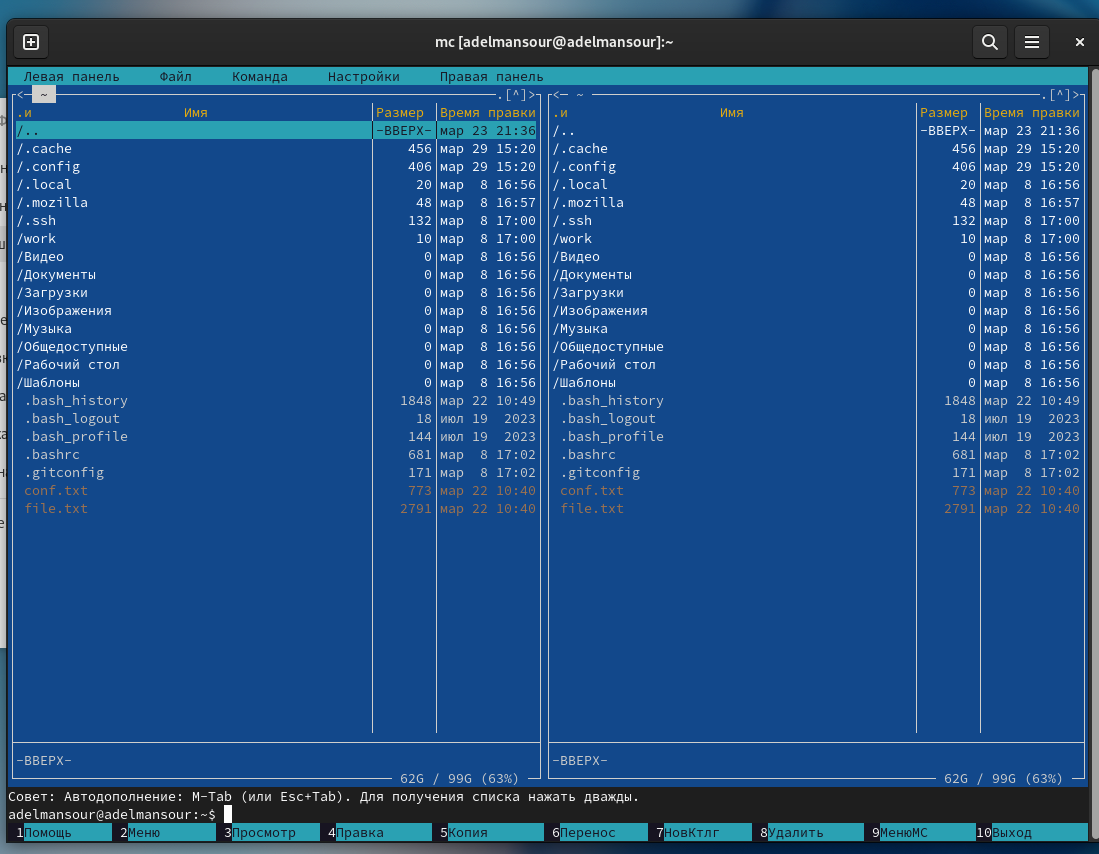 mc [adelmansour@adelmansour]:~
Левая панель Файл Команда Настройки Правая панель
<─ ~ ─.[^]> <─ ~ ─.[^]>
.и Имя Размер Время правки .и Имя Размер Время правки
/.. -ВВЕРХ- мар 23 21:36 /.. -ВВЕРХ- мар 23 21:36
/.cache 456 мар 29 15:20 /.cache 456 мар 29 15:20
/.config 406 мар 29 15:20 /.config 406 мар 29 15:20
/.local 20 мар 8 16:56 /.local 20 мар 8 16:56
/.mozilla 48 мар 8 16:57 /.mozilla 48 мар 8 16:57
/.ssh 132 мар 8 17:00 /.ssh 132 мар 8 17:00
/work 10 мар 8 17:00 /work 10 мар 8 17:00
/Видео 0 мар 8 16:56 /Видео 0 мар 8 16:56
/Документы 0 мар 8 16:56 /Документы 0 мар 8 16:56
/Загрузки 0 мар 8 16:56 /Загрузки 0 мар 8 16:56
/Изображения 0 мар 8 16:56 /Изображения 0 мар 8 16:56
/Музыка 0 мар 8 16:56 /Музыка 0 мар 8 16:56
/Общедоступные 0 мар 8 16:56 /Общедоступные 0 мар 8 16:56
/Рабочий стол 0 мар 8 16:56 /Рабочий стол 0 мар 8 16:56
/Шаблоны 0 мар 8 16:56 /Шаблоны 0 мар 8 16:56
.bash_history 1848 мар 22 10:49 .bash_history 1848 мар 22 10:49
.bash_logout 18 июл 19 2023 .bash_logout 18 июл 19 2023
.bash_profile 144 июл 19 2023 .bash_profile 144 июл 19 2023
.bashrc 681 мар 8 17:02 .bashrc 681 мар 8 17:02
.gitconfig 171 мар 8 17:02 .gitconfig 171 мар 8 17:02
conf.txt 773 мар 22 10:40 conf.txt 773 мар 22 10:40
file.txt 2791 мар 22 10:40 file.txt 2791 мар 22 10:40
-ВВЕРХ- -ВВЕРХ-
62G / 99G (63%) 62G / 99G (63%)
Совет: Автодополнение: M-Tab (или Esc+Tab). Для получения списка нажать дважды.
adelmansour@adelmansour:~$
1Помощь 2Меню 3Просмотр 4Правка 5Копия 6Перенос 7НовКтлг 8Удалить 9МенюMC 10Выход